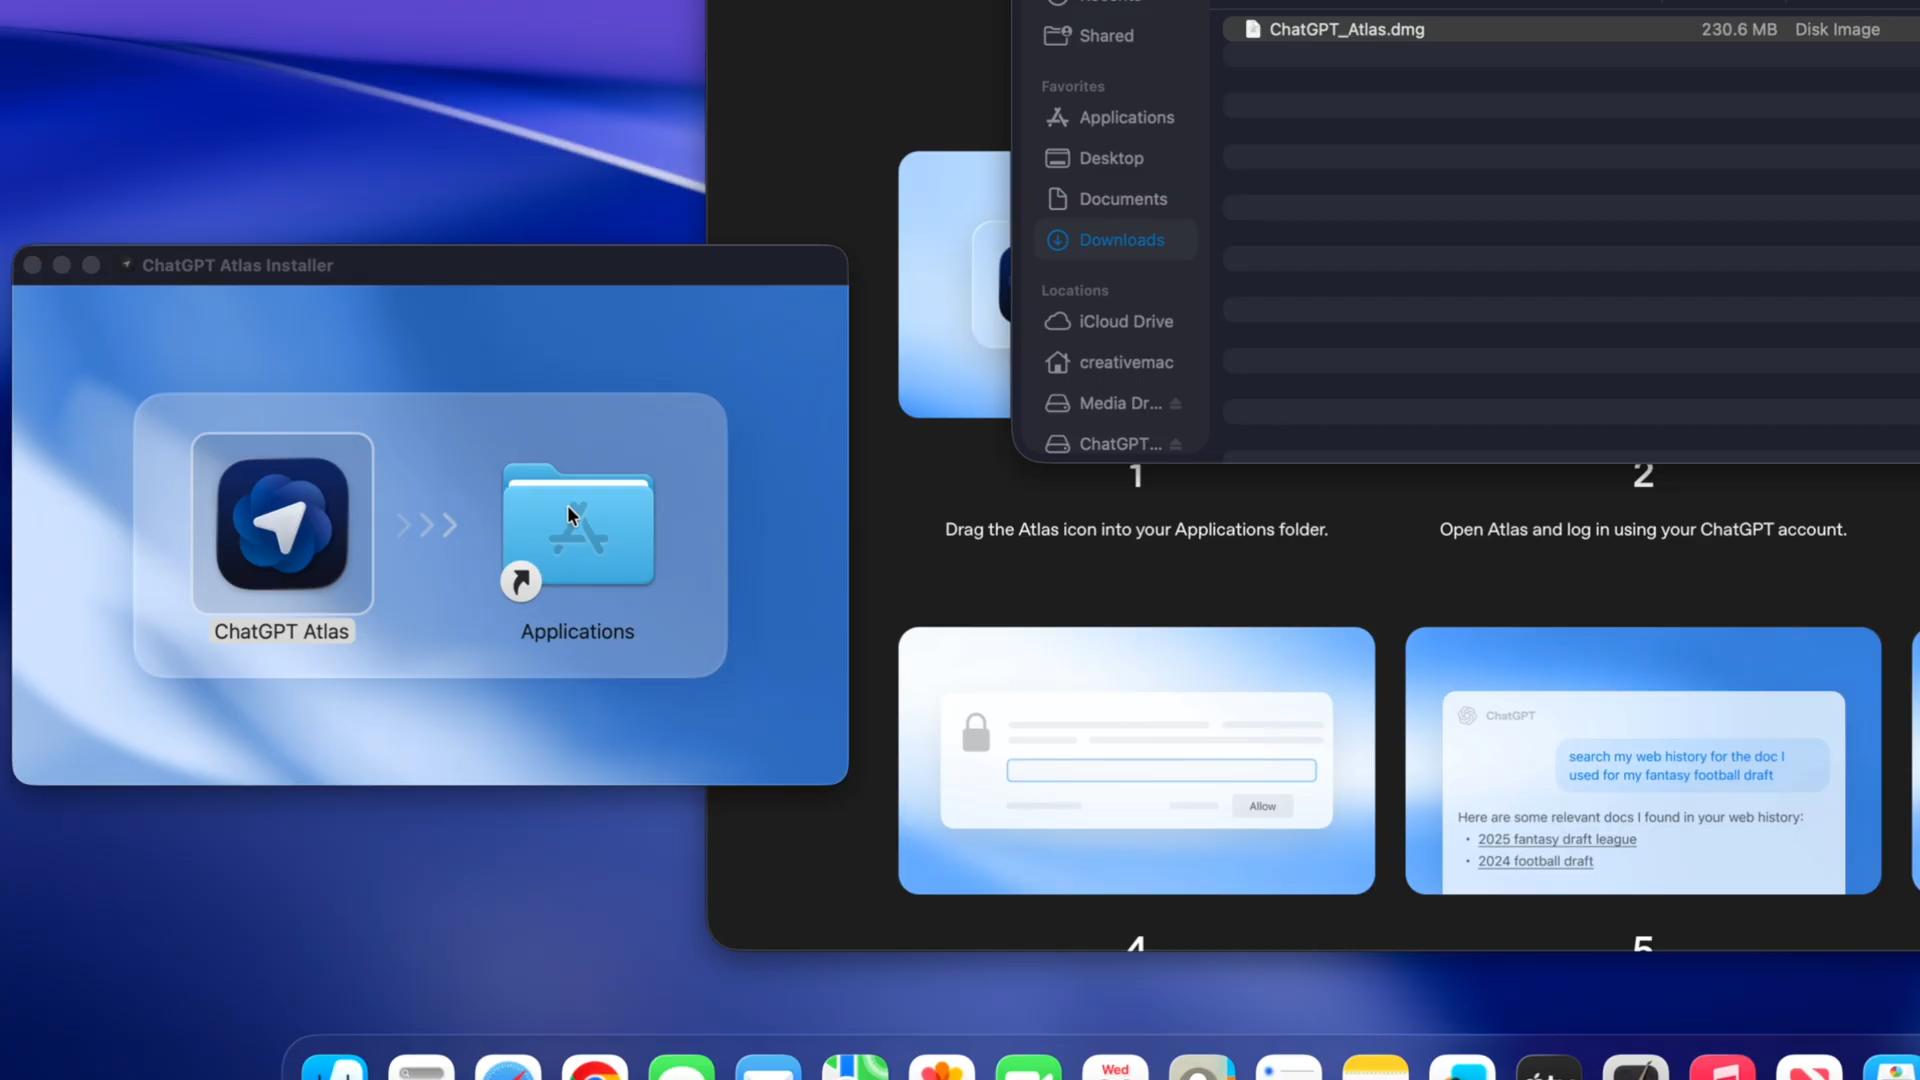 Shared
Favorites
Applications
Desktop
Documents
Downloads
Locations
iCloud Drive
creativemac
Media Dr...
ChatGPT...
ChatGPT_Atlas.dmg 230.6 MB Disk Image
ChatGPT Atlas Installer
ChatGPT Atlas
Applications
1
Drag the Atlas icon into your Applications folder.
2
Open Atlas and log in using your ChatGPT account.
Allow
ChatGPT
search my web history for the doc I
used for my fantasy football draft
Here are some relevant docs I found in your web history:
• 2025 fantasy draft league
• 2024 football draft
4
5
Wed